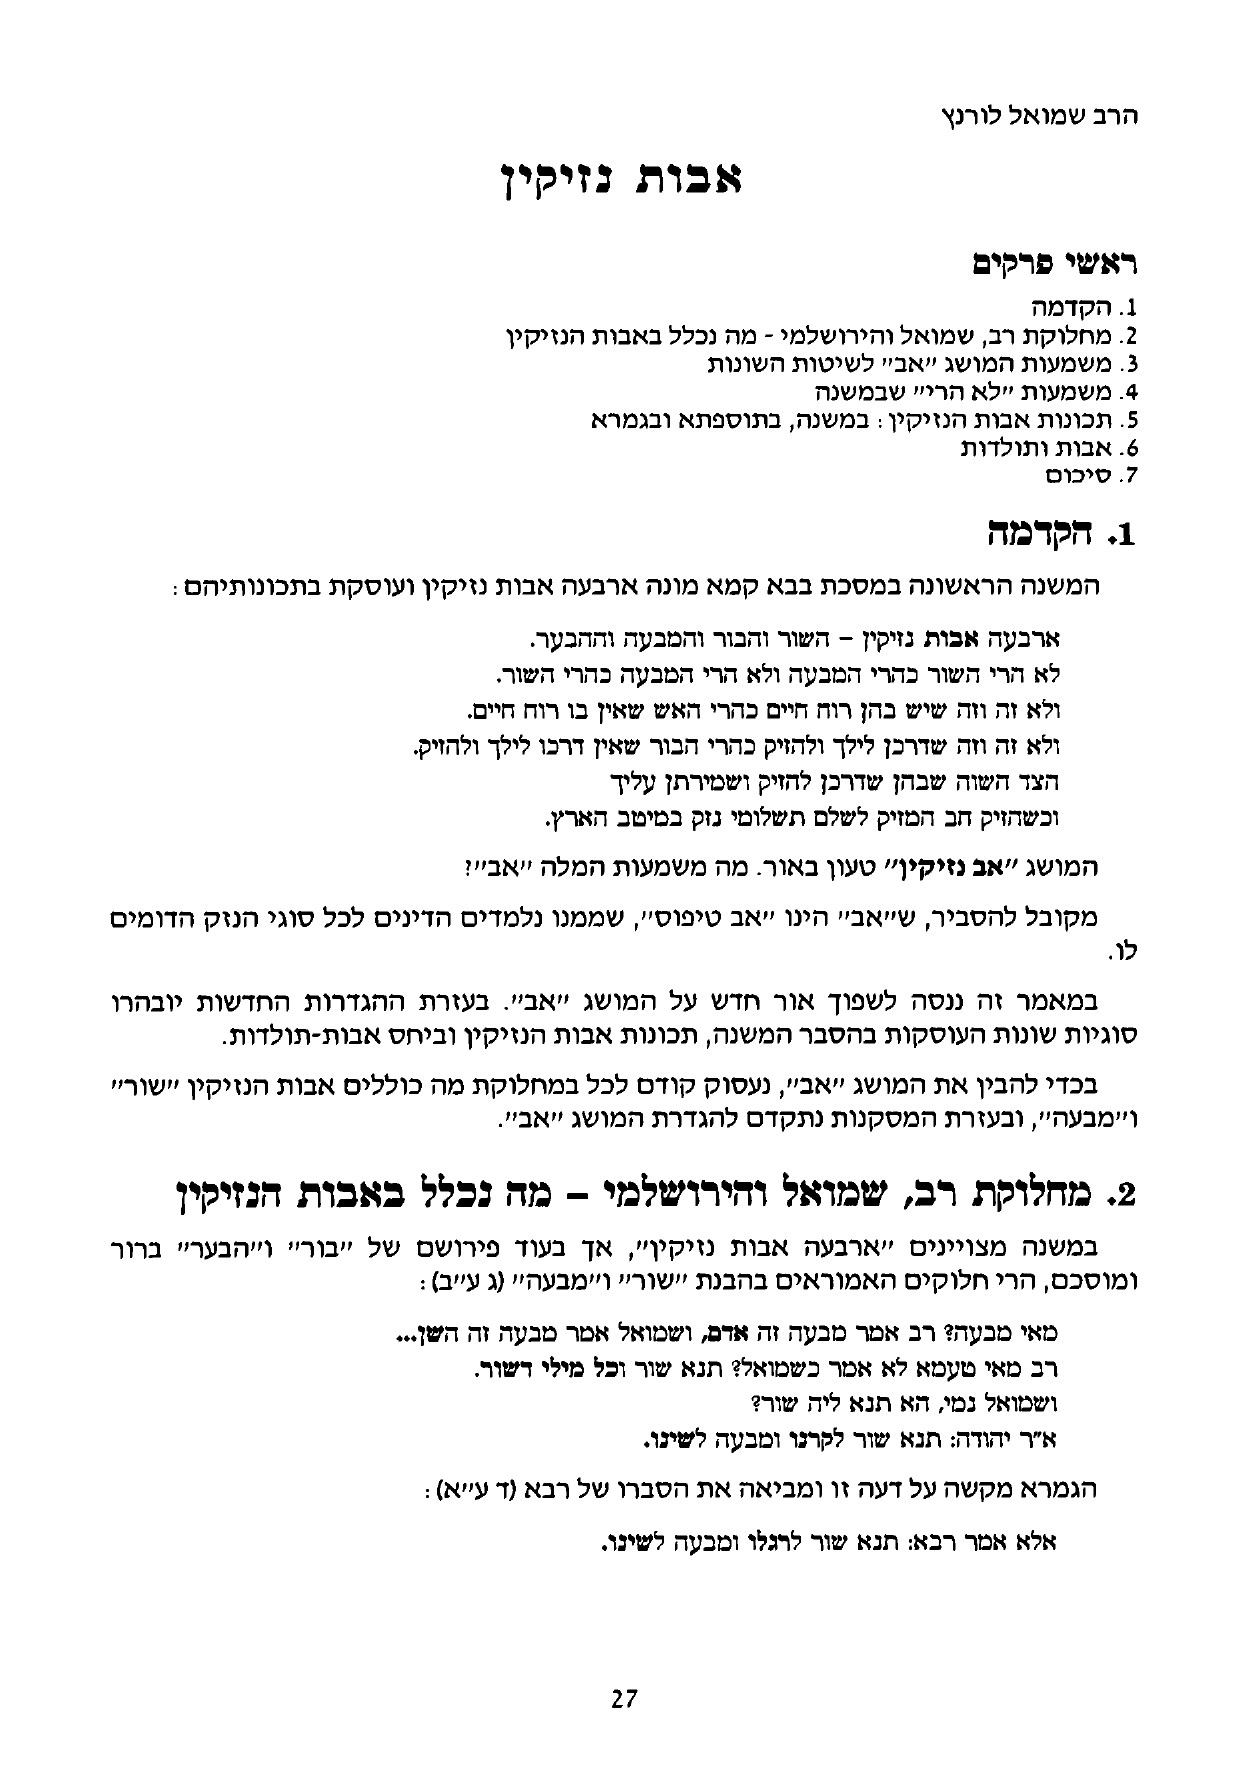 הרב שמואל לורנץ
אבות נזיקין
ראשי פרקים
1. הקדמה
2. מחלוקת רב, שמואל והירושלמי - מה נכלל באבות הנזיקין
3. משמעות המושג "אב" לשיטות השונות
4. משמעות "לא הרי" שבמשנה
5. תכונות אבות הנזיקין: במשנה, בתוספתא ובגמרא
6. אבות ותולדות
7. סיכום
1. הקדמה
המשנה הראשונה במסכת בבא קמא מונה ארבעה אבות נזיקין ועוסקת בתכונותיהם:
ארבעה אבות נזיקין – השור והבור והמבעה וההבער.
לא הרי השור כהרי המבעה ולא הרי המבעה כהרי השור.
ולא זה וזה שיש בהן רוח חיים כהרי האש שאין בו רוח חיים.
ולא זה וזה שדרכן לילך ולהזיק כהרי הבור שאין דרכו לילך ולהזיק.
הצד השוה שבהן שדרכן להזיק ושמירתן עליך
וכשהזיק חב המזיק לשלם תשלומי נזק במיטב הארץ.
המושג "אב נזיקין" טעון באור. מה משמעות המלה "אב"?
מקובל להסביר, ש"אב" הינו "אב טיפוס", שממנו נלמדים הדינים לכל סוגי הנזק הדומים
לו.
במאמר זה ננסה לשפוך אור חדש על המושג "אב". בעזרת ההגדרות החדשות יובהרו
סוגיות שונות העוסקות בהסבר המשנה, תכונות אבות הנזיקין וביחס אבות-תולדות.
בכדי להבין את המושג "אב", נעסוק קודם לכל במחלוקת מה כוללים אבות הנזיקין "שור"
ו"מבעה", ובעזרת המסקנות נתקדם להגדרת המושג "אב".
2. מחלוקת רב, שמואל והירושלמי – מה נכלל באבות הנזיקין
במשנה מצויינים "ארבעה אבות נזיקין", אך בעוד פירושם של "בור" ו"הבער" ברור
ומוסכם, הרי חלוקים האמוראים בהבנת "שור" ו"מבעה" (ג ע"ב):
מאי מבעה? רב אמר מבעה זה אדם, ושמואל אמר מבעה זה השן...
רב מאי טעמא לא אמר כשמואל? תנא שור וכל מילי דשור.
ושמואל נמי, הא תנא ליה שור?
א"ר יהודה: תנא שור לקרנו ומבעה לשינו.
הגמרא מקשה על דעה זו ומביאה את הסברו של רבא (ד ע"א):
אלא אמר רבא: תנא שור לרגלו ומבעה לשינו.
27